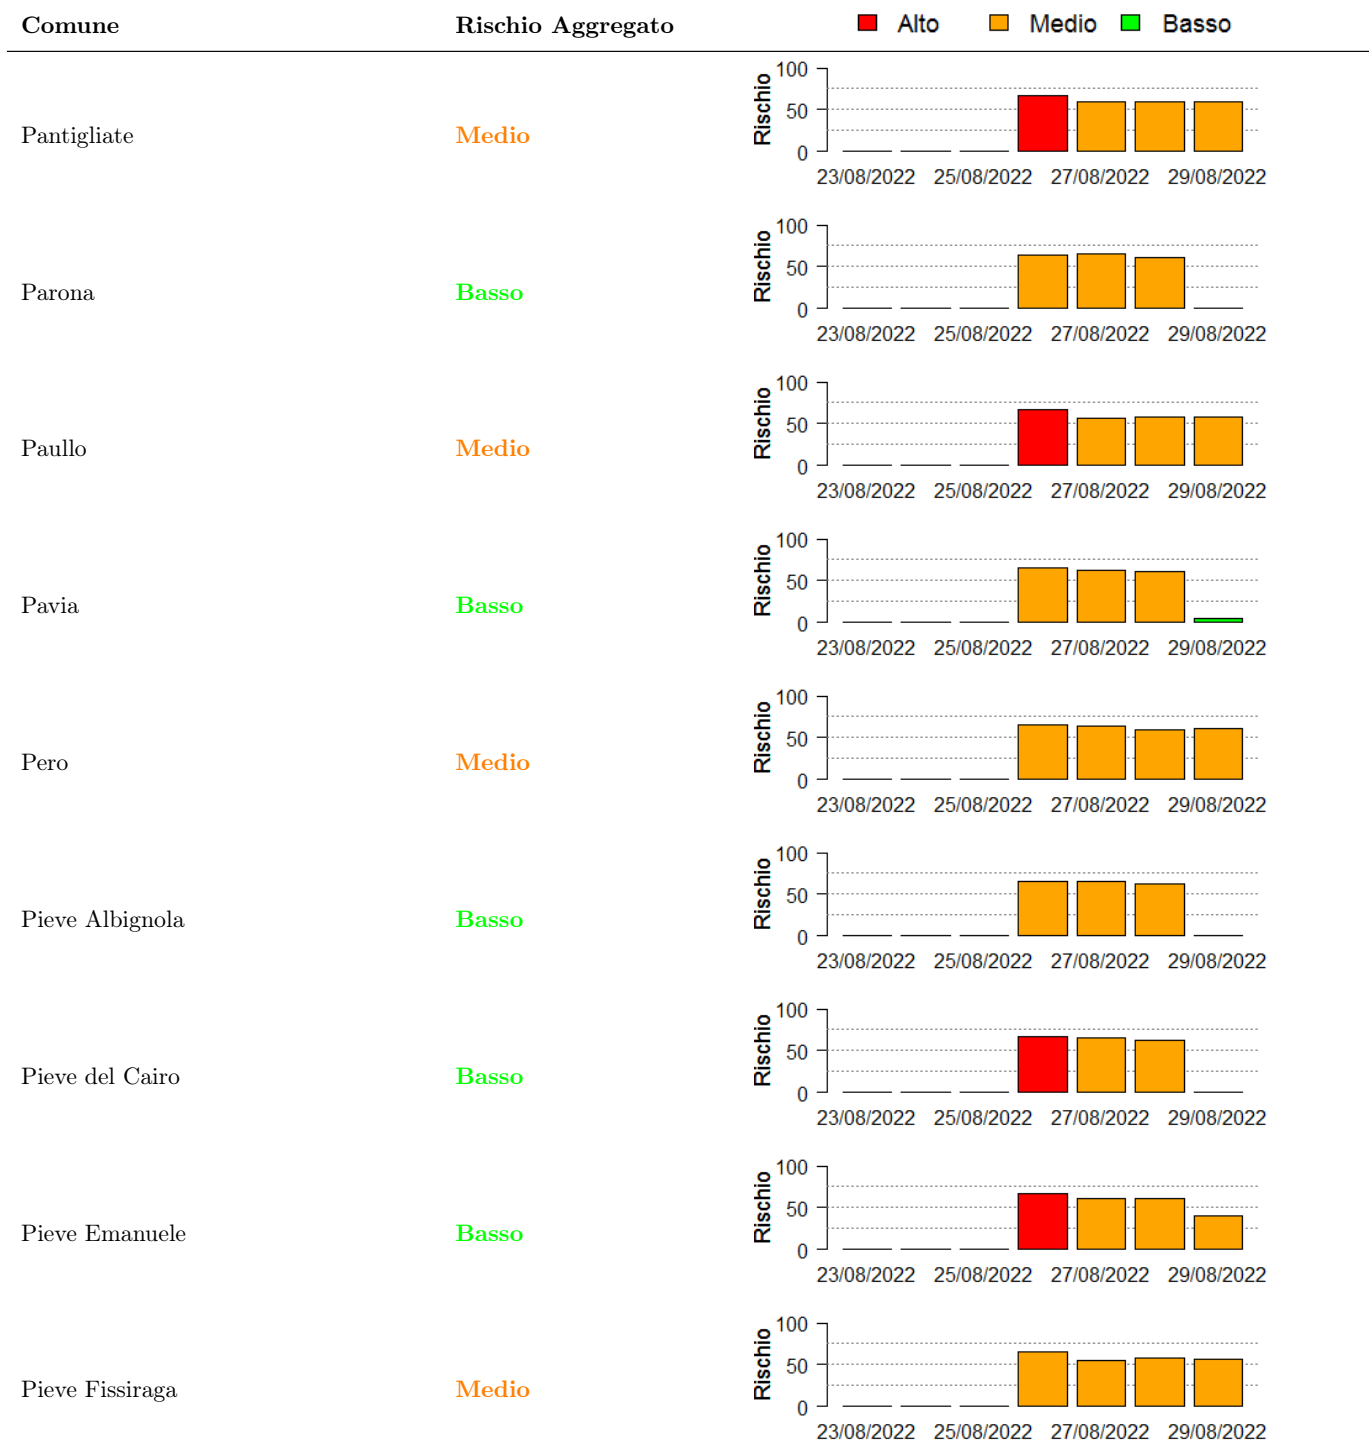 Comune Rischio Aggregato Alto Medio Basso
100
50
0
Rischio
Pantigliate Medio
23/08/2022 25/08/2022 27/08/2022 29/08/2022
100
50
0
Rischio
Parona Basso
23/08/2022 25/08/2022 27/08/2022 29/08/2022
100
50
0
Rischio
Paullo Medio
23/08/2022 25/08/2022 27/08/2022 29/08/2022
100
50
0
Rischio
Pavia Basso
23/08/2022 25/08/2022 27/08/2022 29/08/2022
100
50
0
Rischio
Pero Medio
23/08/2022 25/08/2022 27/08/2022 29/08/2022
100
50
0
Rischio
Pieve Albignola Basso
23/08/2022 25/08/2022 27/08/2022 29/08/2022
100
50
0
Rischio
Pieve del Cairo Basso
23/08/2022 25/08/2022 27/08/2022 29/08/2022
100
50
0
Rischio
Pieve Emanuele Basso
23/08/2022 25/08/2022 27/08/2022 29/08/2022
100
50
0
Rischio
Pieve Fissiraga Medio
23/08/2022 25/08/2022 27/08/2022 29/08/2022